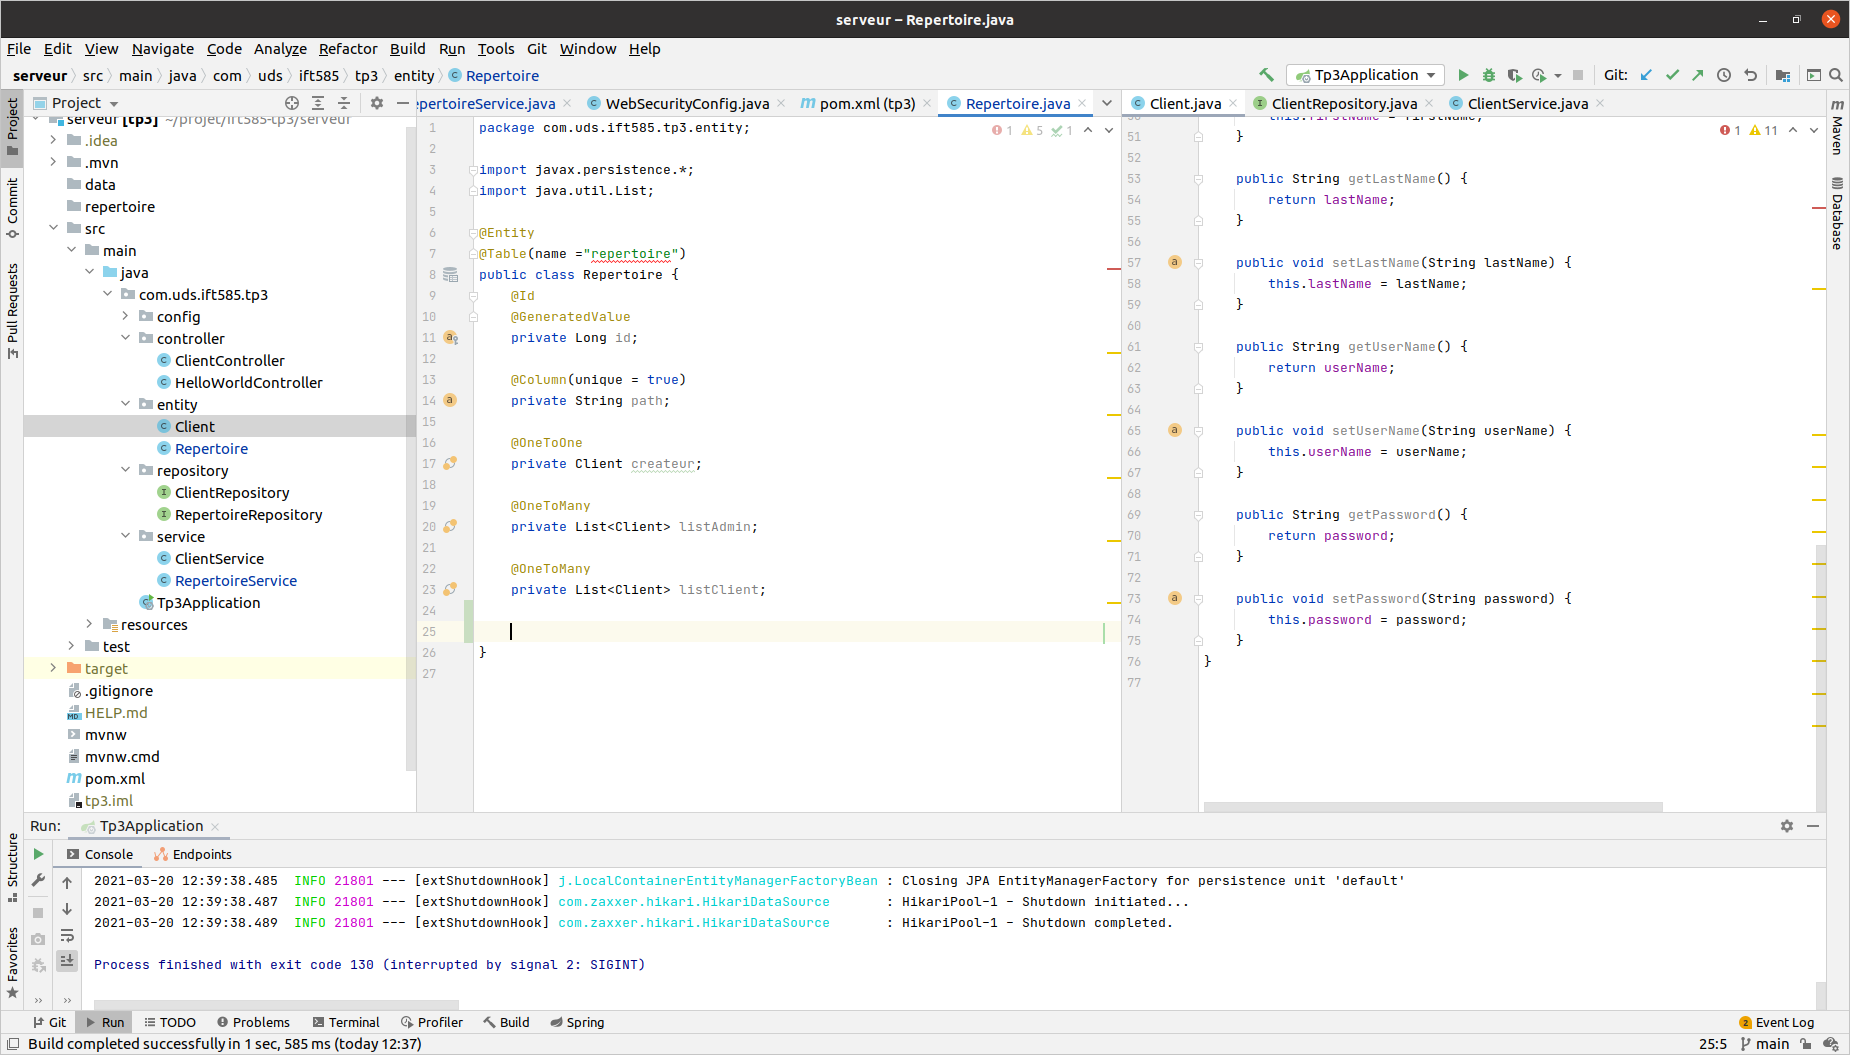 serveur – Repertoire.java
File Edit View Navigate Code Analyze Refactor Build Run Tools Git Window Help
serveur src main java com uds ift585 tp3 entity Repertoire
Tp3Application
Git:
Project
epertoireService.java
WebSecurityConfig.java
pom.xml (tp3)
Repertoire.java
Client.java
ClientRepository.java
ClientService.java
Project
Commit
Pull Requests
Structure
Favorites
Maven
Database
serveur [tp3] ~/projet/ift585-tp3/serveur
.idea
.mvn
data
repertoire
src
main
java
com.uds.ift585.tp3
config
controller
ClientController
HelloWorldController
entity
Client
Repertoire
repository
ClientRepository
RepertoireRepository
service
ClientService
RepertoireService
Tp3Application
resources
test
target
.gitignore
HELP.md
mvnw
mvnw.cmd
pom.xml
tp3.iml
1 5 1
1 package com.uds.ift585.tp3.entity;
2
3 import javax.persistence.*;
4 import java.util.List;
5
6 @Entity
7 @Table(name ="repertoire")
8 public class Repertoire {
9 @Id
10 @GeneratedValue
11 private Long id;
12
13 @Column(unique = true)
14 private String path;
15
16 @OneToOne
17 private Client createur;
18
19 @OneToMany
20 private List<Client> listAdmin;
21
22 @OneToMany
23 private List<Client> listClient;
24
25
26 }
27
1 11
50 this.firstName = firstName;
51 }
52
53 public String getLastName() {
54 return lastName;
55 }
56
57 public void setLastName(String lastName) {
58 this.lastName = lastName;
59 }
60
61 public String getUserName() {
62 return userName;
63 }
64
65 public void setUserName(String userName) {
66 this.userName = userName;
67 }
68
69 public String getPassword() {
70 return password;
71 }
72
73 public void setPassword(String password) {
74 this.password = password;
75 }
76 }
77
Run: Tp3Application
Console Endpoints
2021-03-20 12:39:38.485 INFO 21801 --- [extShutdownHook] j.LocalContainerEntityManagerFactoryBean : Closing JPA EntityManagerFactory for persistence unit 'default'
2021-03-20 12:39:38.487 INFO 21801 --- [extShutdownHook] com.zaxxer.hikari.HikariDataSource : HikariPool-1 - Shutdown initiated...
2021-03-20 12:39:38.489 INFO 21801 --- [extShutdownHook] com.zaxxer.hikari.HikariDataSource : HikariPool-1 - Shutdown completed.
Process finished with exit code 130 (interrupted by signal 2: SIGINT)
Git Run TODO Problems Terminal Profiler Build Spring
2 Event Log
Build completed successfully in 1 sec, 585 ms (today 12:37)
25:5 main